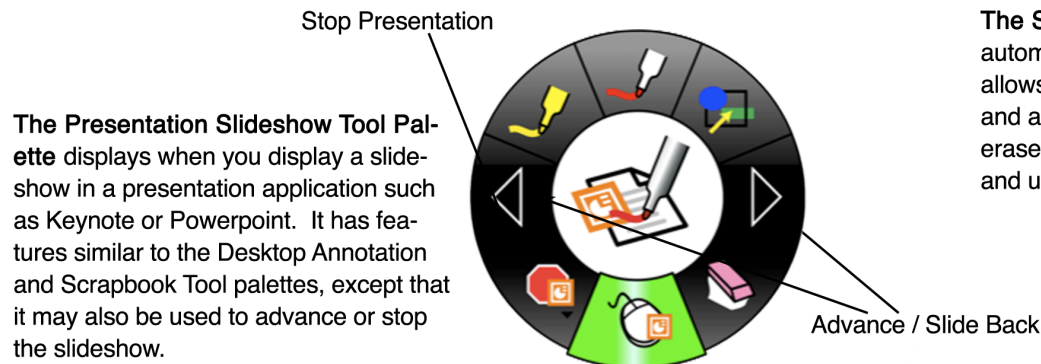 Stop Presentation
The Presentation Slideshow Tool Pal-
ette displays when you display a slide-
show in a presentation application such
as Keynote or Powerpoint.  It has fea-
tures similar to the Desktop Annotation
and Scrapbook Tool palettes, except that
it may also be used to advance or stop
the slideshow.
Advance / Slide Back
The S
autom
allows
and a
erase
and u